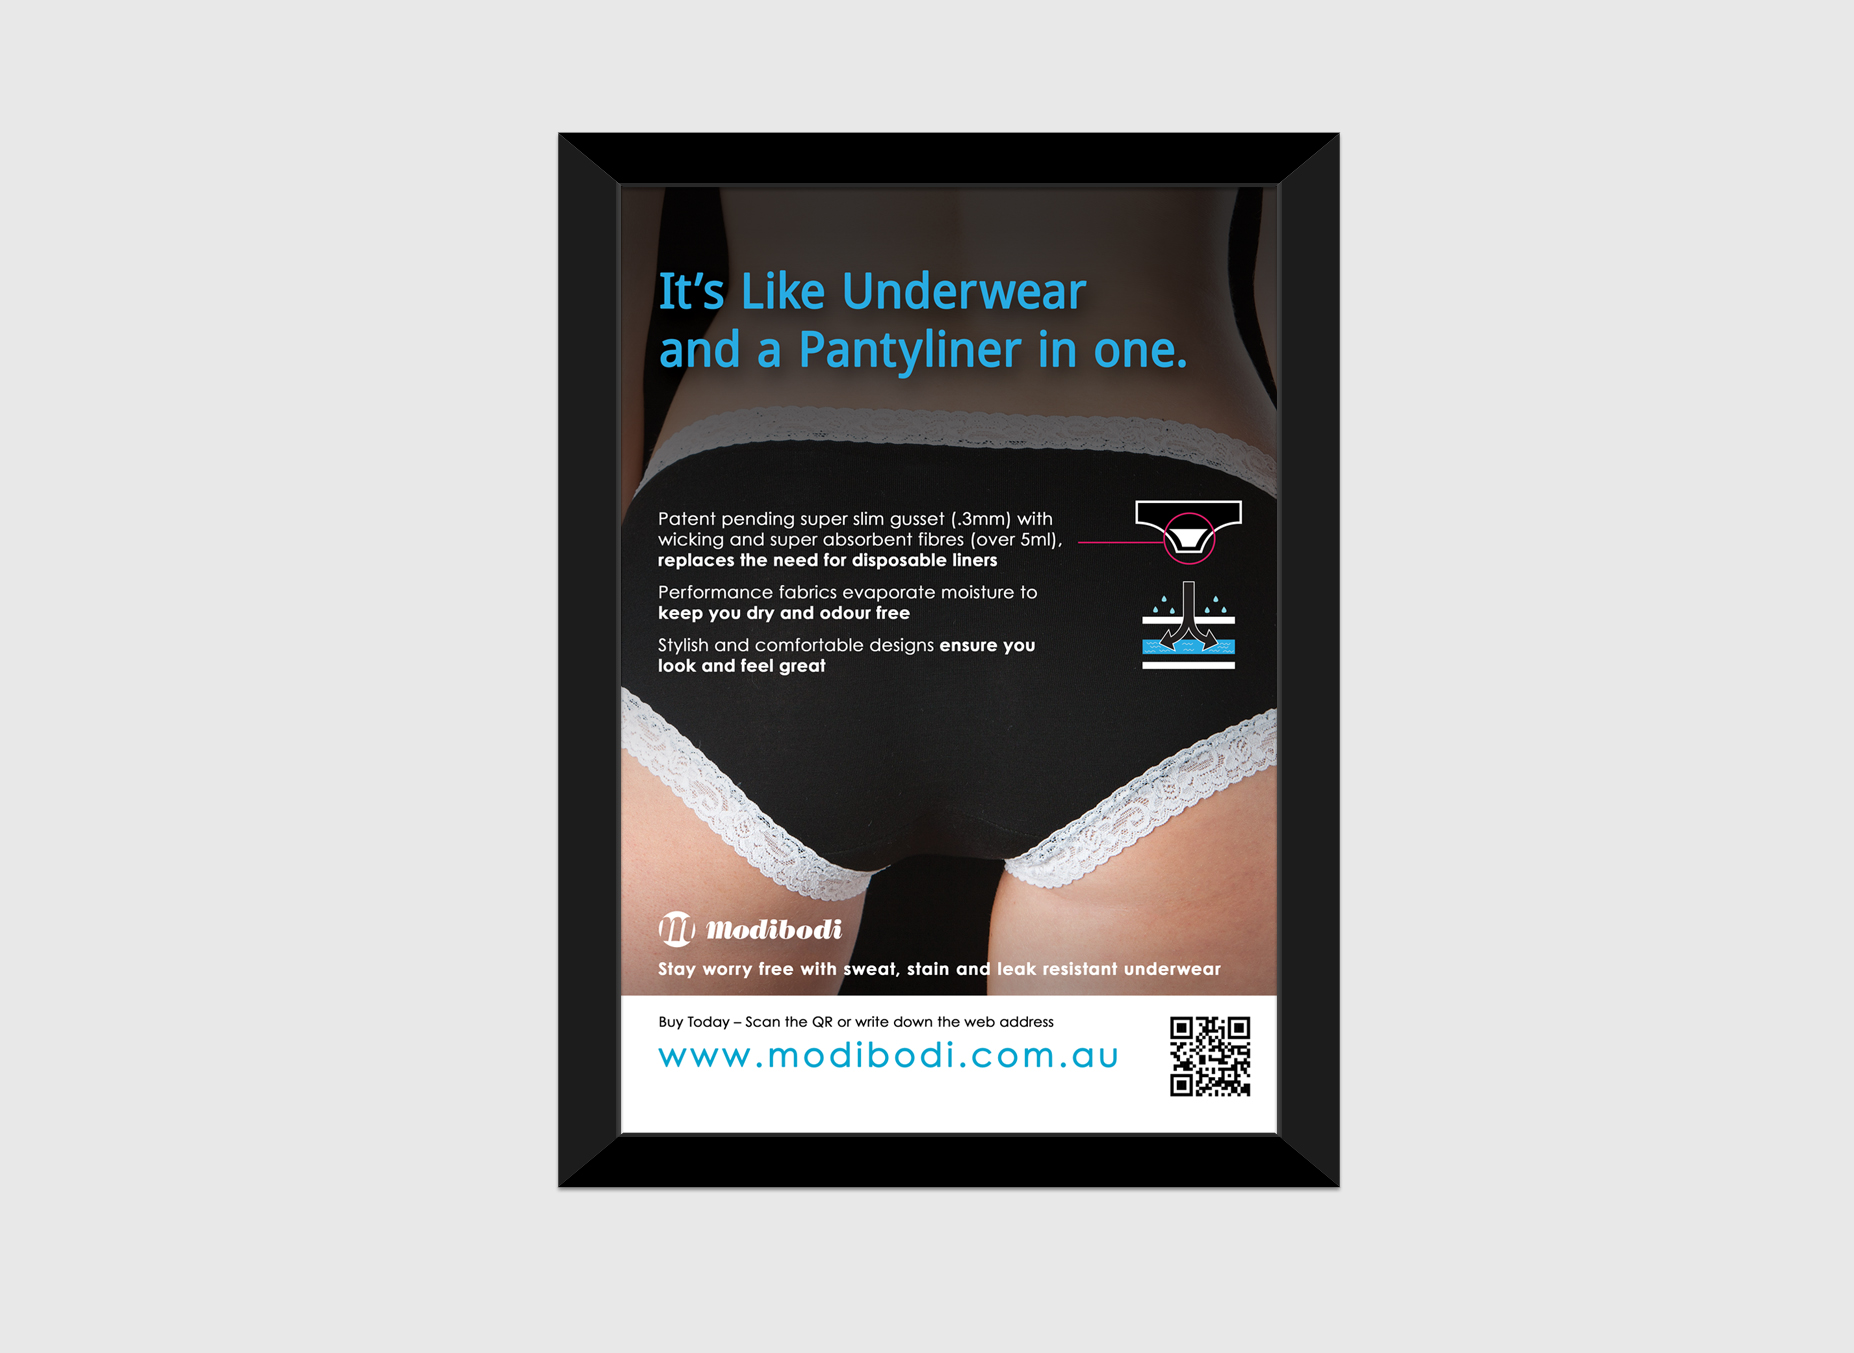 It’s Like Underwear
and a Pantyliner in one.
Patent pending super slim gusset (.3mm) with
wicking and super absorbent fibres (over 5ml),
replaces the need for disposable liners
Performance fabrics evaporate moisture to
keep you dry and odour free
Stylish and comfortable designs ensure you
look and feel great
m modibodi
Stay worry free with sweat, stain and leak resistant underwear
Buy Today – Scan the QR or write down the web address
www.modibodi.com.au